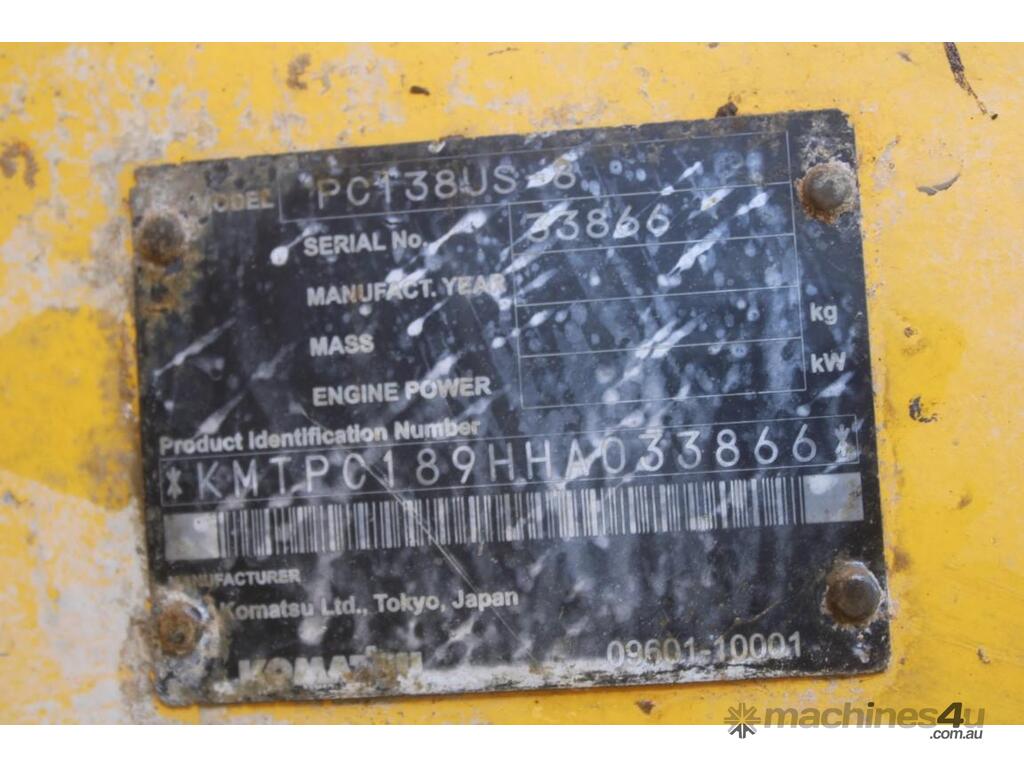 MODEL PC138US-8
SERIAL No. 33866
MANUFACT. YEAR
MASS kg
ENGINE POWER kW
Product Identification Number
*KMTPC189HHA033866*
MANUFACTURER
Komatsu Ltd., Tokyo, Japan
KOMATSU 09601-10001
machines4u
.com.au